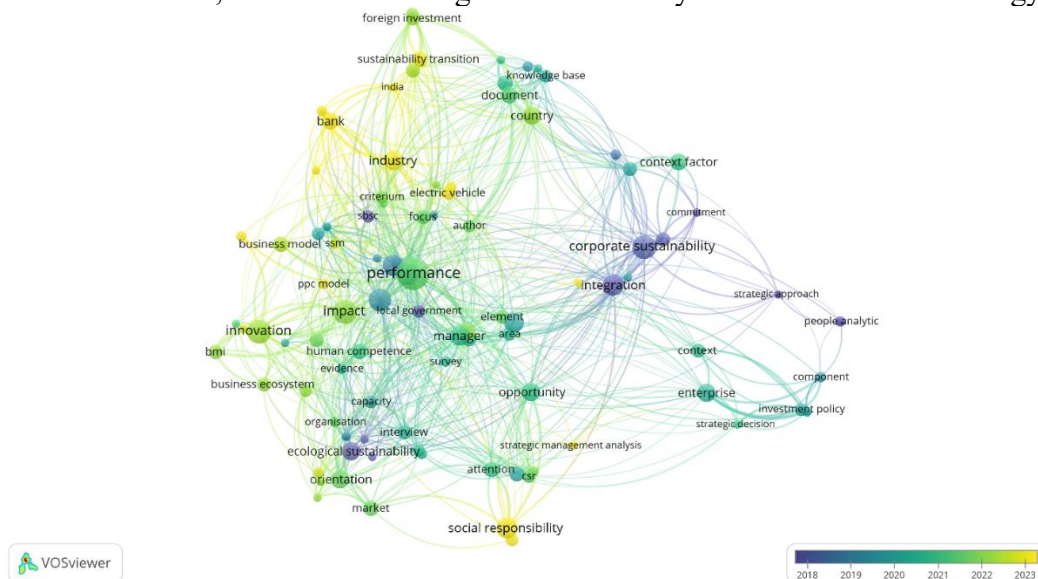 foreign investment
sustainability transition
knowledge base
india
document
bank
country
industry
context factor
criterium
electric vehicle
sbsc
focus
commitment
author
business model
ssm
corporate sustainability
performance
ppc model
integration
strategic approach
impact
local government
element
people analytic
innovation
manager
area
bmi
human competence
context
evidence
survey
component
business ecosystem
opportunity
enterprise
capacity
investment policy
organisation
strategic decision
interview
ecological sustainability
strategic management analysis
attention
csr
orientation
market
social responsibility
VOSviewer
2018 2019 2020 2021 2022 2023